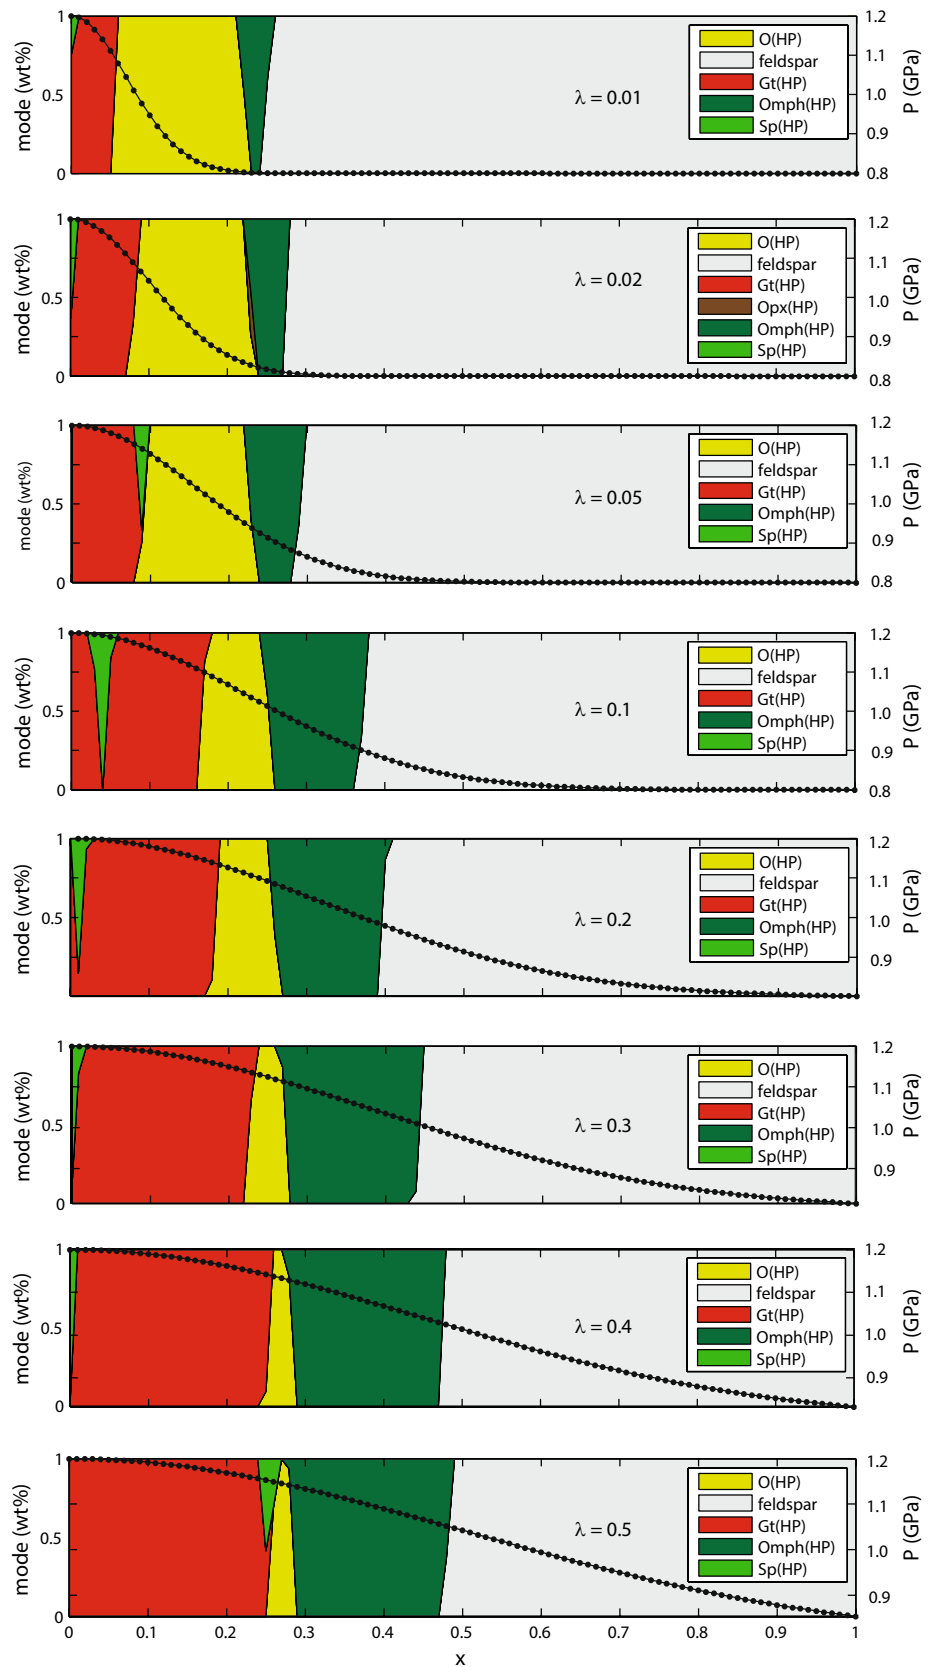 mode (wt%)
1
0.5
0
λ = 0.01
O(HP)
feldspar
Gt(HP)
Omph(HP)
Sp(HP)
1.2
1.1
1.0
0.9
0.8
P (GPa)
mode (wt%)
1
0.5
0
λ = 0.02
O(HP)
feldspar
Gt(HP)
Opx(HP)
Omph(HP)
Sp(HP)
1.2
1.1
1.0
0.9
0.8
P (GPa)
mode (wt%)
1
0.5
0
λ = 0.05
O(HP)
feldspar
Gt(HP)
Omph(HP)
Sp(HP)
1.2
1.1
1.0
0.9
0.8
P (GPa)
mode (wt%)
1
0.5
0
λ = 0.1
O(HP)
feldspar
Gt(HP)
Omph(HP)
Sp(HP)
1.2
1.1
1.0
0.9
0.8
P (GPa)
mode (wt%)
1
0.5
λ = 0.2
O(HP)
feldspar
Gt(HP)
Omph(HP)
Sp(HP)
1.2
1.1
1.0
0.9
P (GPa)
mode (wt%)
1
0.5
0
λ = 0.3
O(HP)
feldspar
Gt(HP)
Omph(HP)
Sp(HP)
1.2
1.1
1.0
0.9
P (GPa)
mode (wt%)
1
0.5
0
λ = 0.4
O(HP)
feldspar
Gt(HP)
Omph(HP)
Sp(HP)
1.2
1.1
1.0
0.9
P (GPa)
mode (wt%)
1
0.5
0
λ = 0.5
O(HP)
feldspar
Gt(HP)
Omph(HP)
Sp(HP)
1.2
1.1
1.0
0.9
P (GPa)
0 0.1 0.2 0.3 0.4 0.5 0.6 0.7 0.8 0.9 1
x